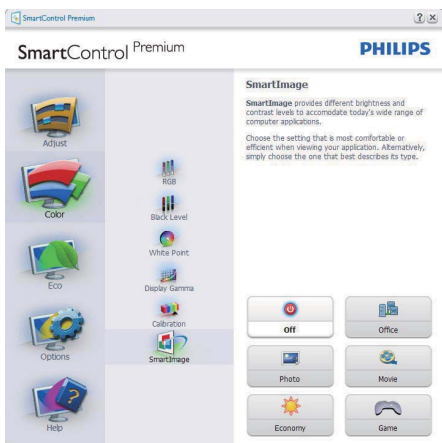 SmartControl Premium
? ×
SmartControl Premium
PHILIPS
Adjust
Color
Eco
Options
Help
RGB
Black Level
White Point
Display Gamma
Calibration
SmartImage
SmartImage
SmartImage provides different brightness and
contrast levels to accomodate today's wide range of
computer applications.
Choose the setting that is most comfortable or
efficient when viewing your application. Alternatively,
simply choose the one that best describes its type.
Off
Office
Photo
Movie
Economy
Game